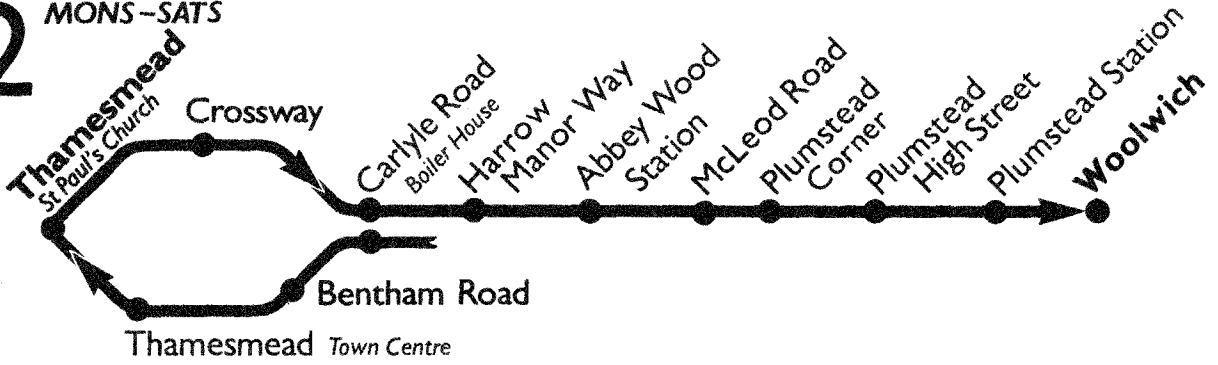 2
MONS–SATS
Thamesmead
St Paul's Church
Crossway
Carlyle Road
Boiler House
Harrow
Manor Way
Abbey Wood
Station
McLeod Road
Plumstead
Corner
Plumstead
High Street
Plumstead Station
Woolwich
Bentham Road
Thamesmead Town Centre